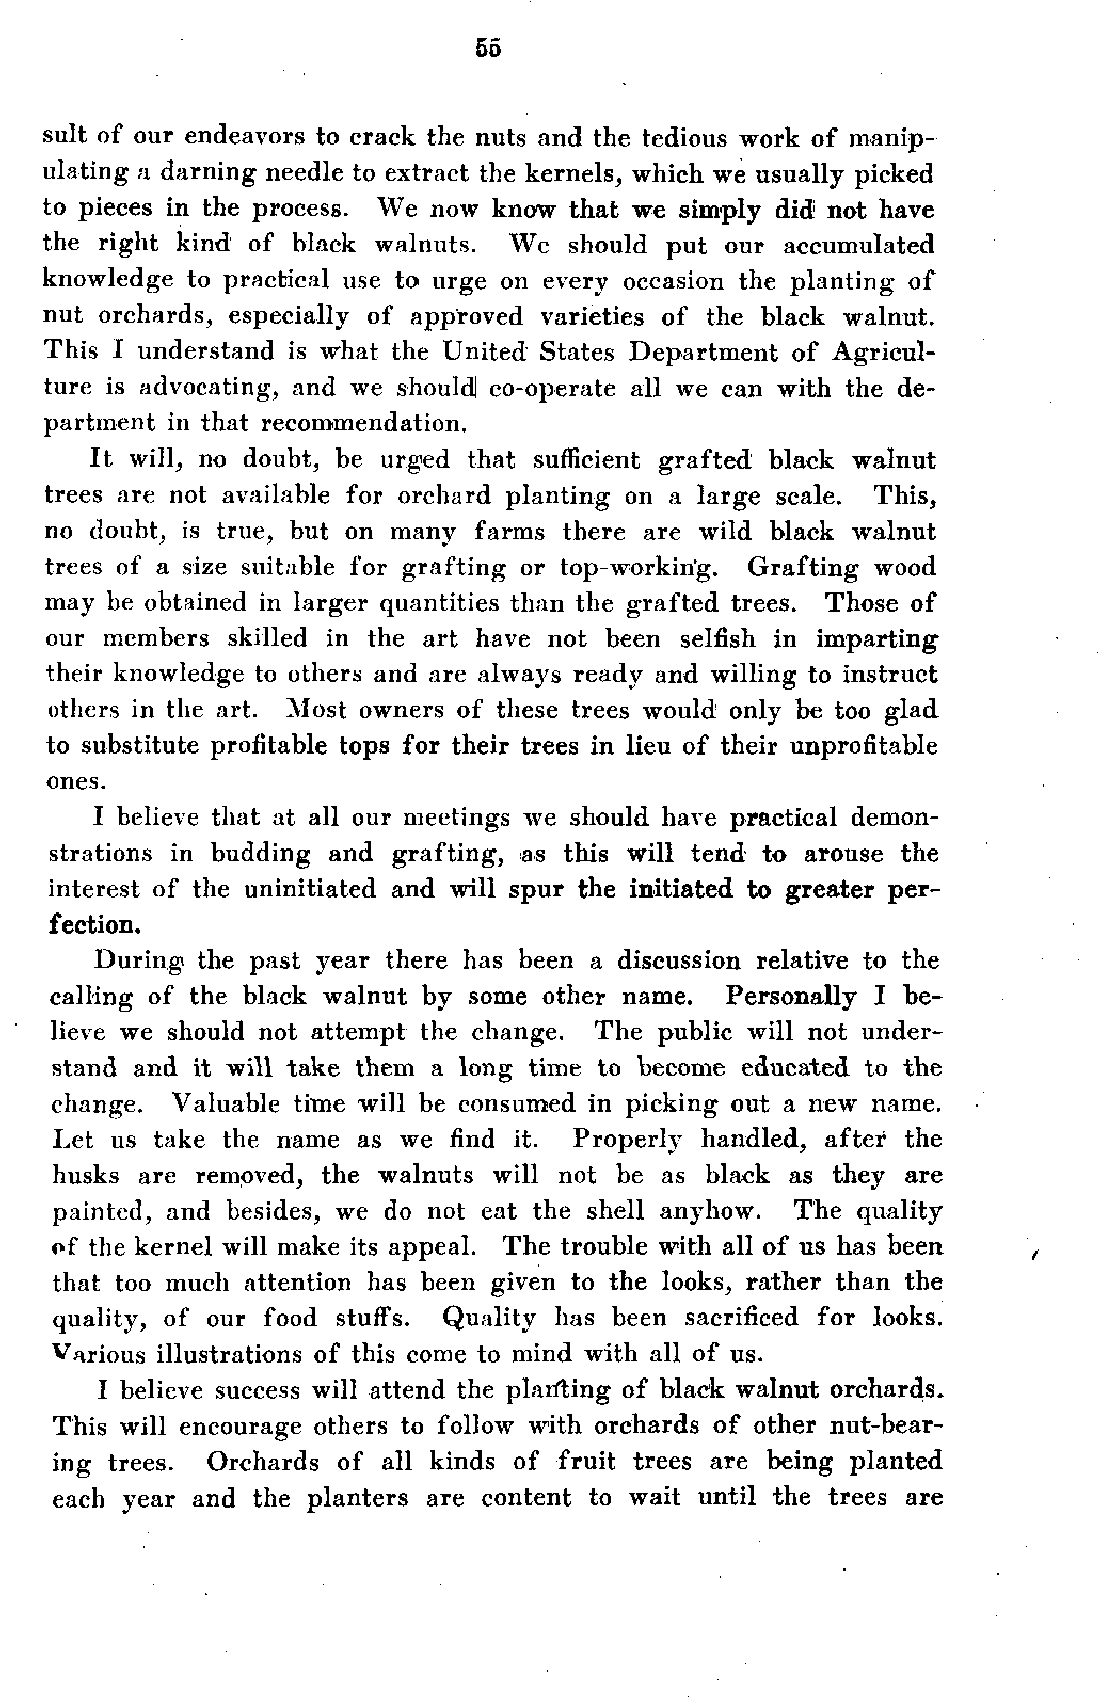 55
sult of our endeavors to crack the nuts and the tedious work of manip-
ulating a darning needle to extract the kernels, which we usually picked
to pieces in the process. We now know that we simply did not have
the right kind of black walnuts. We should put our accumulated
knowledge to practical use to urge on every occasion the planting of
nut orchards, especially of approved varieties of the black walnut.
This I understand is what the United States Department of Agricul-
ture is advocating, and we should co-operate all we can with the de-
partment in that recommendation.
It will, no doubt, be urged that sufficient grafted black walnut
trees are not available for orchard planting on a large scale. This,
no doubt, is true, but on many farms there are wild black walnut
trees of a size suitable for grafting or top-working. Grafting wood
may be obtained in larger quantities than the grafted trees. Those of
our members skilled in the art have not been selfish in imparting
their knowledge to others and are always ready and willing to instruct
others in the art. Most owners of these trees would only be too glad
to substitute profitable tops for their trees in lieu of their unprofitable
ones.
I believe that at all our meetings we should have practical demon-
strations in budding and grafting, as this will tend to arouse the
interest of the uninitiated and will spur the initiated to greater per-
fection.
During the past year there has been a discussion relative to the
calling of the black walnut by some other name. Personally I be-
lieve we should not attempt the change. The public will not under-
stand and it will take them a long time to become educated to the
change. Valuable time will be consumed in picking out a new name.
Let us take the name as we find it. Properly handled, after the
husks are removed, the walnuts will not be as black as they are
painted, and besides, we do not eat the shell anyhow. The quality
of the kernel will make its appeal. The trouble with all of us has been
that too much attention has been given to the looks, rather than the
quality, of our food stuffs. Quality has been sacrificed for looks.
Various illustrations of this come to mind with all of us.
I believe success will attend the planting of black walnut orchards.
This will encourage others to follow with orchards of other nut-bear-
ing trees. Orchards of all kinds of fruit trees are being planted
each year and the planters are content to wait until the trees are